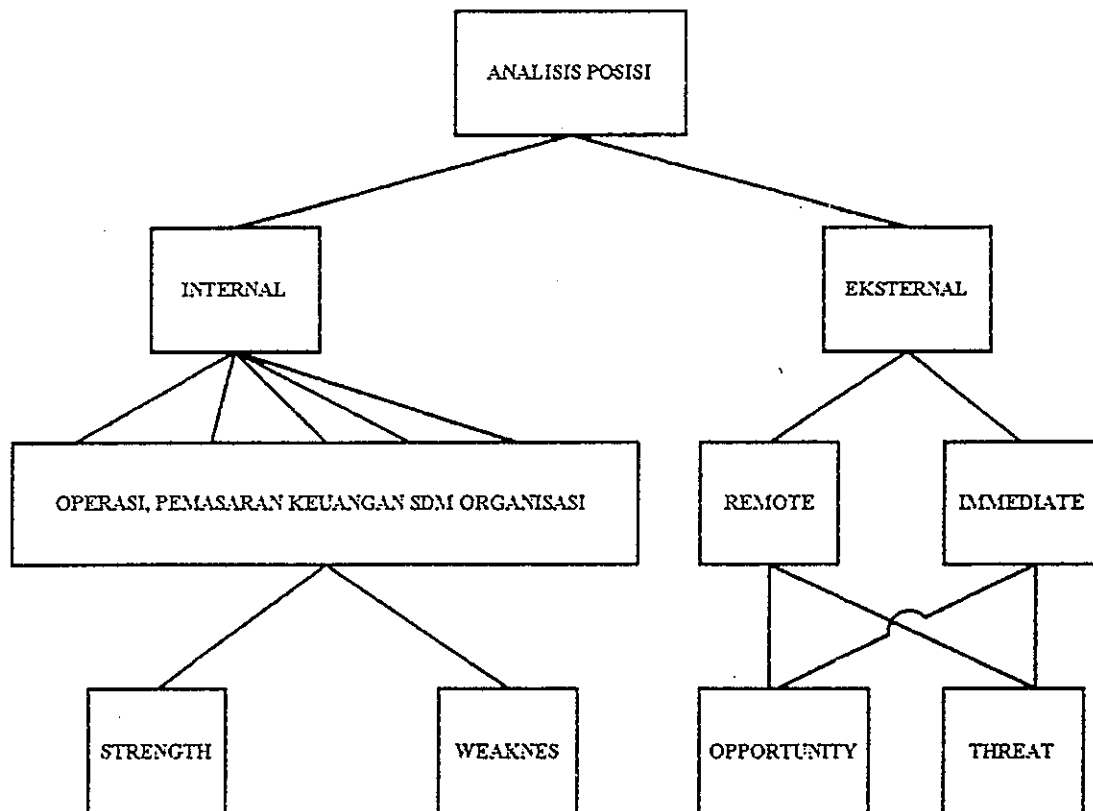 ANALISIS POSISI
INTERNAL
EKSTERNAL
OPERASI, PEMASARAN KEUANGAN SDM ORGANISASI
REMOTE
IMMEDIATE
STRENGTH
WEAKNES
OPPORTUNITY
THREAT